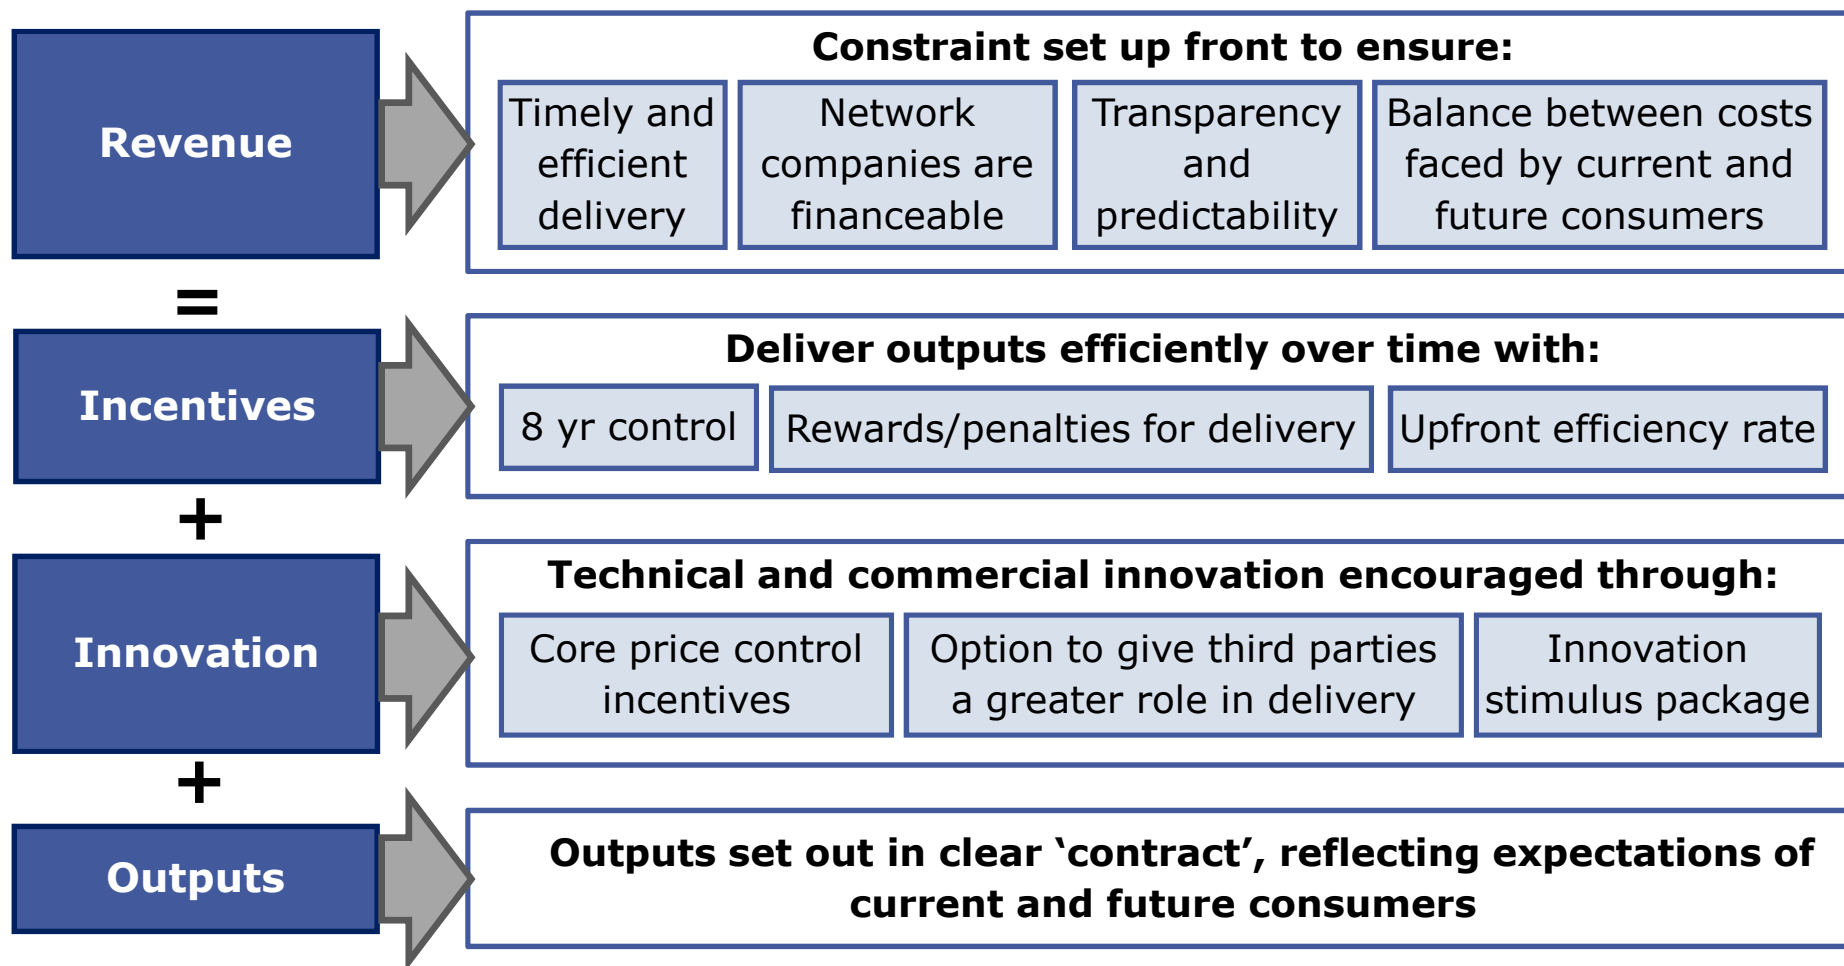 Revenue
Constraint set up front to ensure:
Timely and
efficient
delivery
Network
companies are
financeable
Transparency
and
predictability
Balance between costs
faced by current and
future consumers
=
Incentives
Deliver outputs efficiently over time with:
8 yr control
Rewards/penalties for delivery
Upfront efficiency rate
+
Innovation
Technical and commercial innovation encouraged through:
Core price control
incentives
Option to give third parties
a greater role in delivery
Innovation
stimulus package
+
Outputs
Outputs set out in clear ‘contract’, reflecting expectations of
current and future consumers